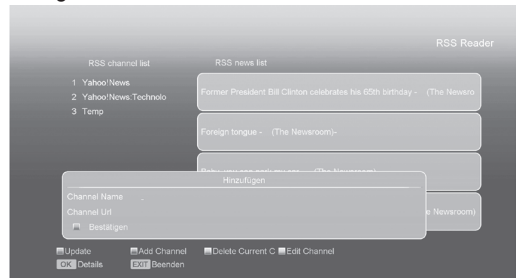 RSS Reader
RSS channel list
RSS news list
1 Yahoo!News
2 Yahoo!News:Technolo
3 Temp
Former President Bill Clinton celebrates his 65th birthday - (The Newsro
Foreign tongue - (The Newsroom)-
(The Newsroom)
Hinzufügen
Channel Name _
Channel Url
Bestätigen
e Newsroom)
Update Add Channel Delete Current C Edit Channel
OK Details EXIT Beenden